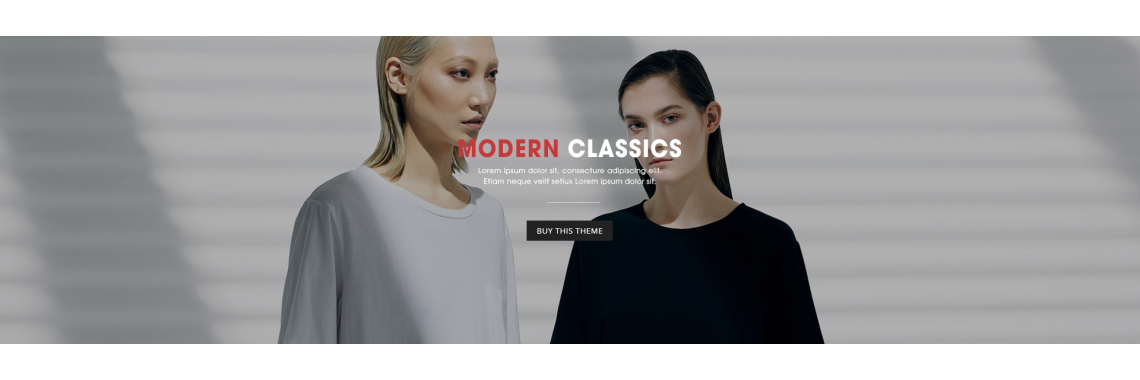 MODERN CLASSICS
Lorem ipsum dolor sit, consecture adipiscing elit.
Etiam neque velit setiux Lorem ipsum dolor sit.
BUY THIS THEME